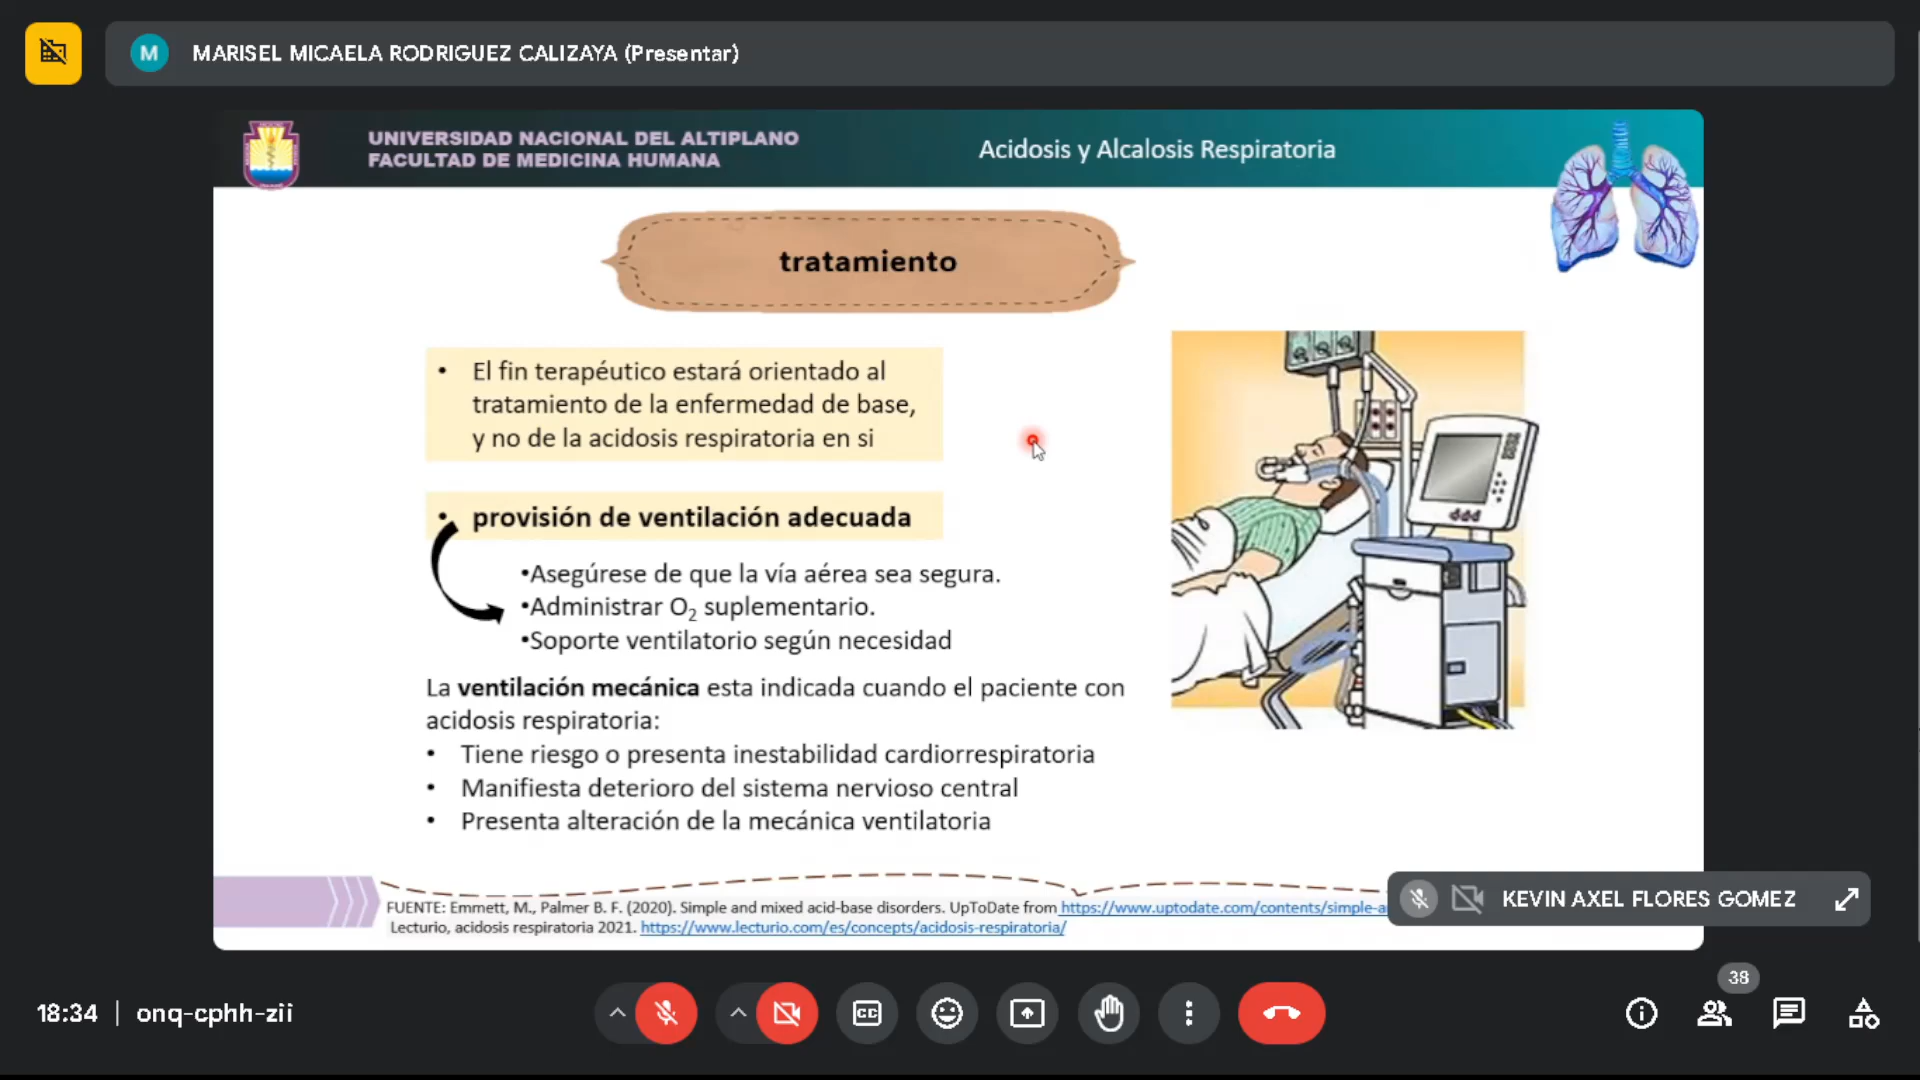 M MARISEL MICAELA RODRIGUEZ CALIZAYA (Presentar)
UNIVERSIDAD NACIONAL DEL ALTIPLANO
FACULTAD DE MEDICINA HUMANA
Acidosis y Alcalosis Respiratoria
tratamiento
• El fin terapéutico estará orientado al
tratamiento de la enfermedad de base,
y no de la acidosis respiratoria en si
• provisión de ventilación adecuada
•Asegúrese de que la vía aérea sea segura.
•Administrar O₂ suplementario.
•Soporte ventilatorio según necesidad
La ventilación mecánica esta indicada cuando el paciente con
acidosis respiratoria:
• Tiene riesgo o presenta inestabilidad cardiorrespiratoria
• Manifiesta deterioro del sistema nervioso central
• Presenta alteración de la mecánica ventilatoria
FUENTE: Emmett, M., Palmer B. F. (2020). Simple and mixed acid-base disorders. UpToDate from https://www.uptodate.com/contents/simple-a
Lecturio, acidosis respiratoria 2021. https://www.lecturio.com/es/concepts/acidosis-respiratoria/
KEVIN AXEL FLORES GOMEZ
18:34 | onq-cphh-zii
CC
38